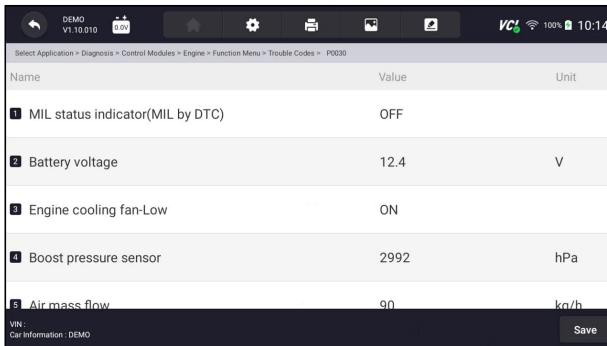 DEMO
V1.10.010
0.0V
VCI
100%
10:14
Select Application > Diagnosis > Control Modules > Engine > Function Menu > Trouble Codes > P0030
Name Value Unit
1 MIL status indicator(MIL by DTC) OFF
2 Battery voltage 12.4 V
3 Engine cooling fan-Low ON
4 Boost pressure sensor 2992 hPa
5 Air mass flow 90 kg/h
VIN :
Car Information : DEMO
Save